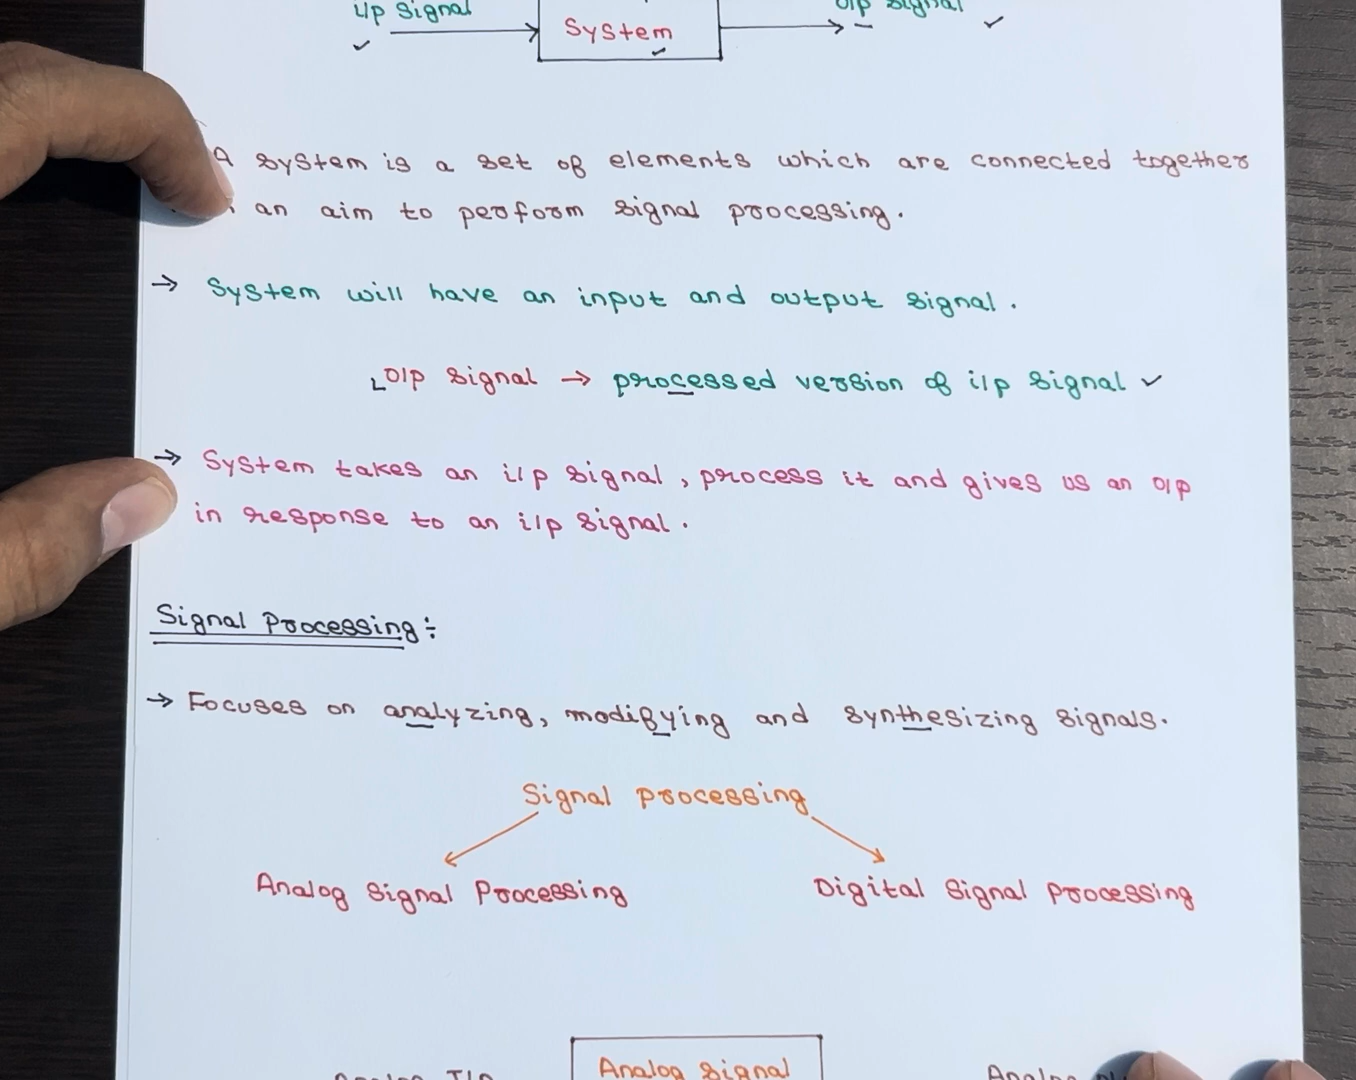 i/p signal
System
o/p signal
A system is a set of elements which are connected together
an aim to perform signal processing.
→ System will have an input and output signal.
O/p signal → processed version of i/p signal ✓
→ System takes an i/p signal, process it and gives us an o/p
in response to an i/p signal.
Signal Processing:
→ Focuses on analyzing, modifying and synthesizing signals.
Signal processing
Analog Signal Processing
Digital Signal Processing
Analog Signal
Analog I/p
Analog